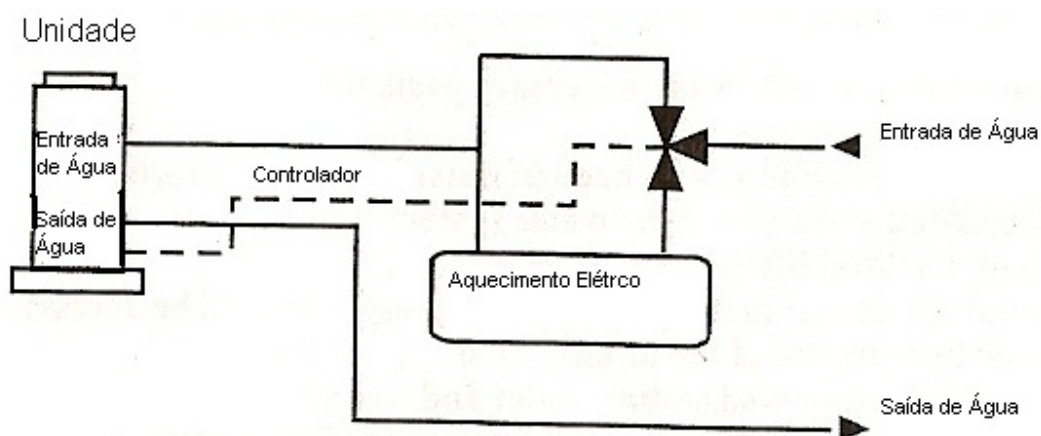 Unidade
Entrada
de Água
Saída de
Água
Controlador
Aquecimento Elétrco
Entrada de Água
Saída de Água